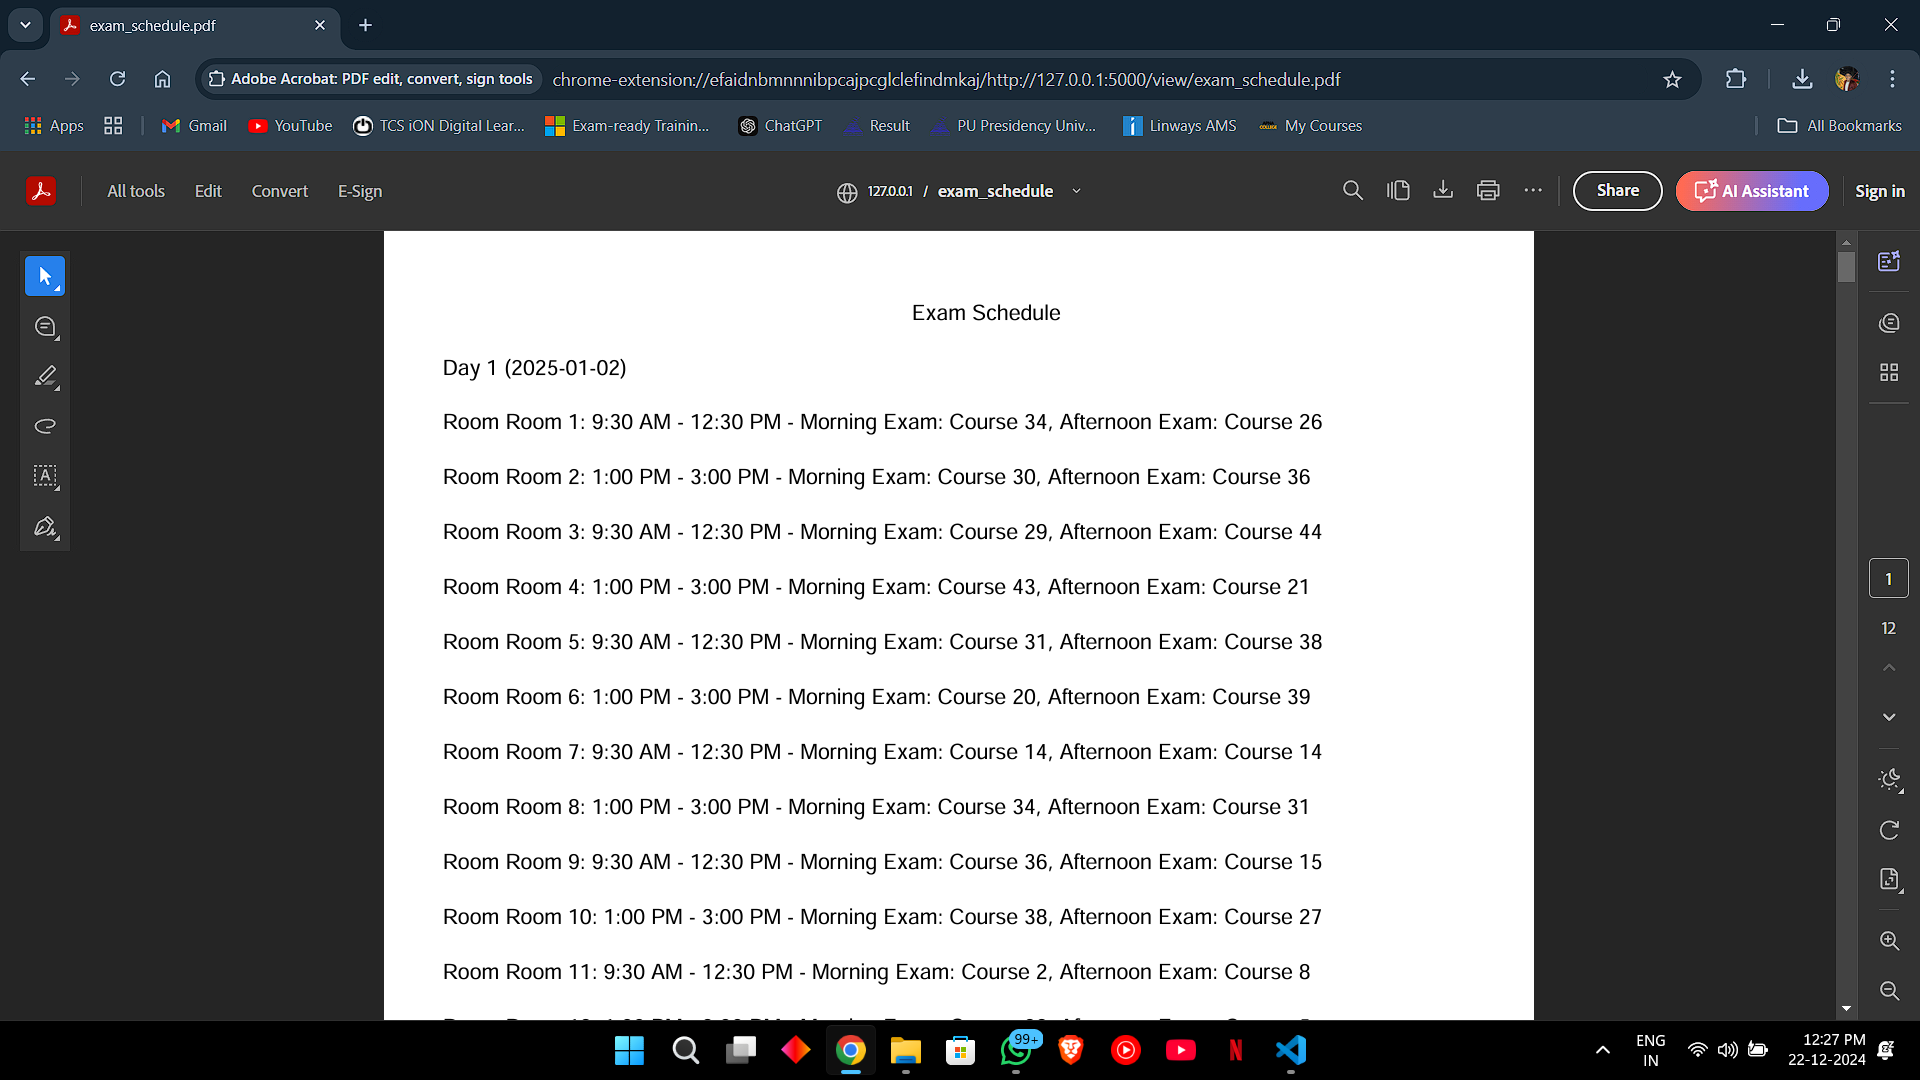 exam_schedule.pdf
Adobe Acrobat: PDF edit, convert, sign tools chrome-extension://efaidnbmnnnibpcajpcglclefindmkaj/http://127.0.0.1:5000/view/exam_schedule.pdf
Apps Gmail YouTube TCS iON Digital Lear... Exam-ready Trainin... ChatGPT Result PU Presidency Univ... Linways AMS My Courses All Bookmarks
All tools Edit Convert E-Sign 127.0.0.1 / exam_schedule Share AI Assistant Sign in
Exam Schedule
Day 1 (2025-01-02)
Room Room 1: 9:30 AM - 12:30 PM - Morning Exam: Course 34, Afternoon Exam: Course 26
Room Room 2: 1:00 PM - 3:00 PM - Morning Exam: Course 30, Afternoon Exam: Course 36
Room Room 3: 9:30 AM - 12:30 PM - Morning Exam: Course 29, Afternoon Exam: Course 44
Room Room 4: 1:00 PM - 3:00 PM - Morning Exam: Course 43, Afternoon Exam: Course 21
Room Room 5: 9:30 AM - 12:30 PM - Morning Exam: Course 31, Afternoon Exam: Course 38
Room Room 6: 1:00 PM - 3:00 PM - Morning Exam: Course 20, Afternoon Exam: Course 39
Room Room 7: 9:30 AM - 12:30 PM - Morning Exam: Course 14, Afternoon Exam: Course 14
Room Room 8: 1:00 PM - 3:00 PM - Morning Exam: Course 34, Afternoon Exam: Course 31
Room Room 9: 9:30 AM - 12:30 PM - Morning Exam: Course 36, Afternoon Exam: Course 15
Room Room 10: 1:00 PM - 3:00 PM - Morning Exam: Course 38, Afternoon Exam: Course 27
Room Room 11: 9:30 AM - 12:30 PM - Morning Exam: Course 2, Afternoon Exam: Course 8
1
12
99+
ENG
IN
12:27 PM
22-12-2024